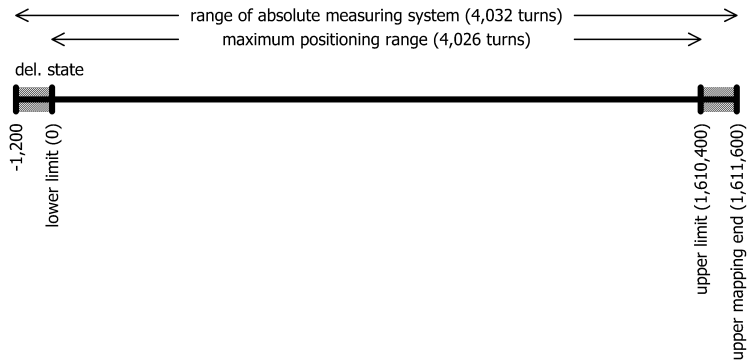 range of absolute measuring system (4,032 turns)
maximum positioning range (4,026 turns)
del. state
-1,200
lower limit (0)
upper limit (1,610,400)
upper mapping end (1,611,600)